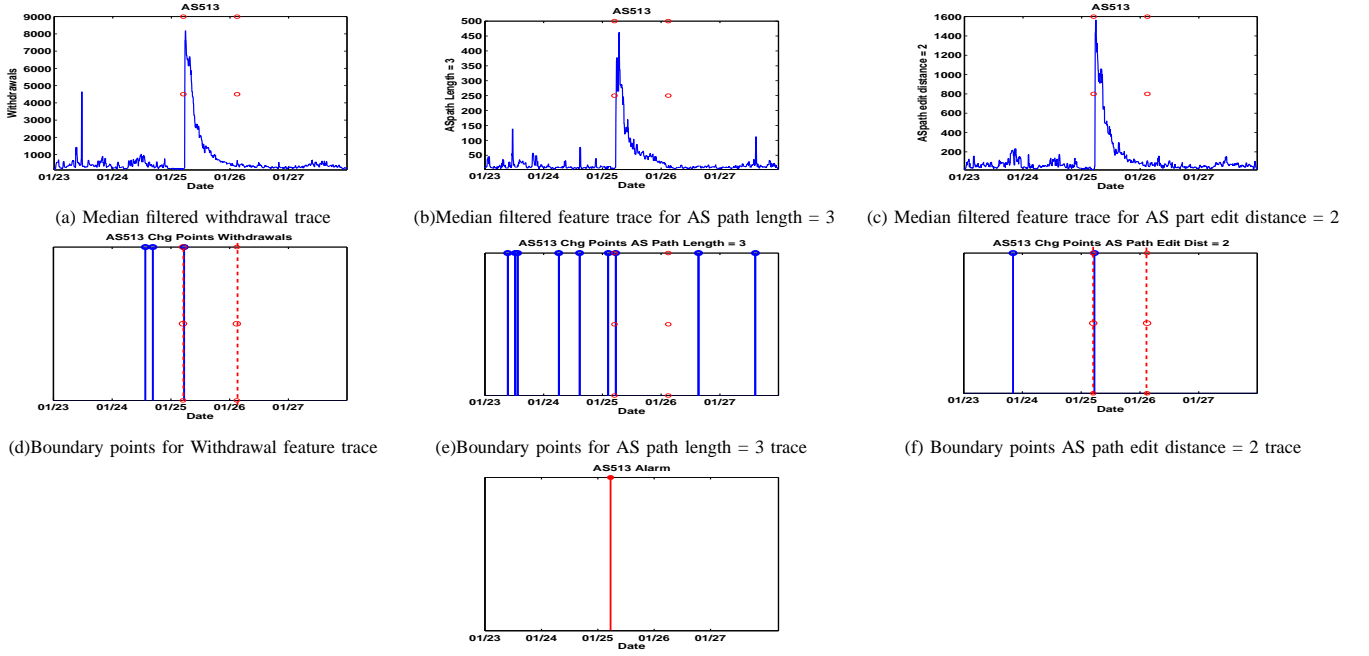 AS513
9000
8000
7000
6000
5000
4000
3000
2000
1000
Withdrawals
01/23 01/24 01/25 01/26 01/27
Date
(a) Median filtered withdrawal trace
AS513
500
450
400
350
300
250
200
150
100
50
ASpath Length = 3
01/23 01/24 01/25 01/26 01/27
Date
(b)Median filtered feature trace for AS path length = 3
AS513
1600
1400
1200
1000
800
600
400
200
ASpath edit distance = 2
01/23 01/24 01/25 01/26 01/27
Date
(c) Median filtered feature trace for AS part edit distance = 2
AS513 Chg Points Withdrawals
01/23 01/24 01/25 01/26 01/27
Date
(d)Boundary points for Withdrawal feature trace
AS513 Chg Points AS Path Length = 3
01/23 01/24 01/25 01/26 01/27
Date
(e)Boundary points for AS path length = 3 trace
AS513 Chg Points AS Path Edit Dist = 2
01/23 01/24 01/25 01/26 01/27
Date
(f) Boundary points AS path edit distance = 2 trace
AS513 Alarm
01/23 01/24 01/25 01/26 01/27
Date